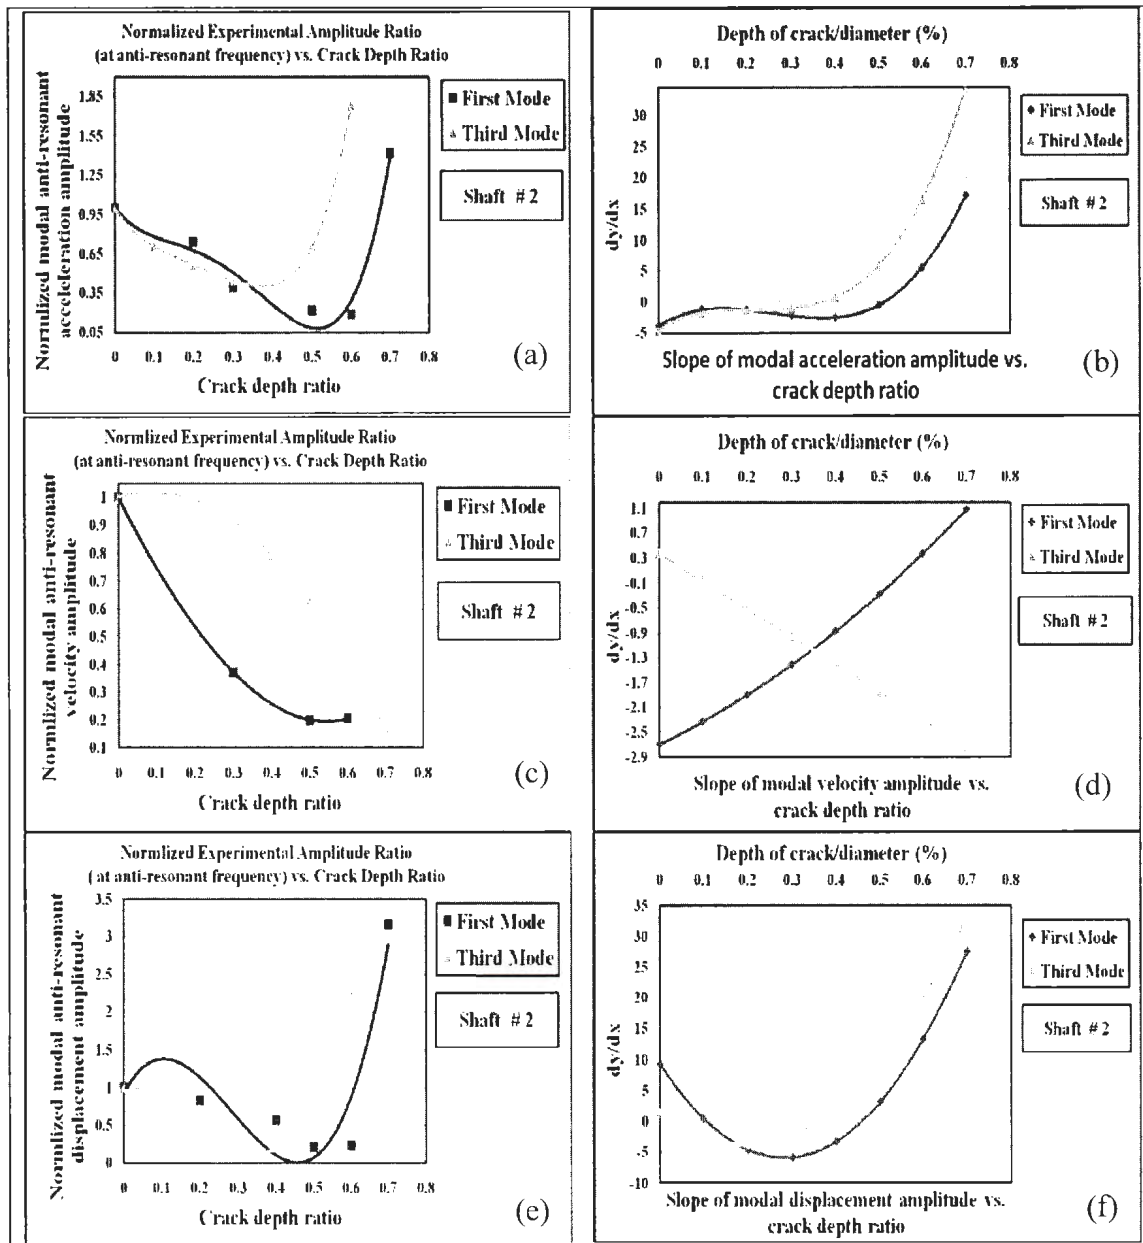 Normalized Experimental Amplitude Ratio
(at anti-resonant frequency) vs. Crack Depth Ratio
Normlized modal anti-resonant
acceleration amplitude
1.85
1.55
1.25
0.95
0.65
0.35
0.05
0 0.1 0.2 0.3 0.4 0.5 0.6 0.7 0.8
Crack depth ratio
First Mode
Third Mode
Shaft #2
(a)
Depth of crack/diameter (%)
0 0.1 0.2 0.3 0.4 0.5 0.6 0.7 0.8
dy/dx
30
25
20
15
10
5
0
-5
First Mode
Third Mode
Shaft #2
Slope of modal acceleration amplitude vs.
crack depth ratio
(b)
Normlized Experimental Amplitude Ratio
(at anti-resonant frequency) vs. Crack Depth Ratio
Normlized modal anti-resonant
velocity amplitude
1
0.9
0.8
0.7
0.6
0.5
0.4
0.3
0.2
0.1
0 0.1 0.2 0.3 0.4 0.5 0.6 0.7 0.8
Crack depth ratio
First Mode
Third Mode
Shaft #2
(c)
Depth of crack/diameter (%)
0 0.1 0.2 0.3 0.4 0.5 0.6 0.7 0.8
dy/dx
1.1
0.7
0.3
-0.1
-0.5
-0.9
-1.3
-1.7
-2.1
-2.5
-2.9
First Mode
Third Mode
Shaft #2
Slope of modal velocity amplitude vs.
crack depth ratio
(d)
Normlized Experimental Amplitude Ratio
( at anti-resonant frequency) vs. Crack Depth Ratio
Normlized modal anti-resonant
displacement amplitude
3.5
3
2.5
2
1.5
1
0.5
0
0 0.1 0.2 0.3 0.4 0.5 0.6 0.7 0.8
Crack depth ratio
First Mode
Third Mode
Shaft #2
(e)
Depth of crack/diameter (%)
0 0.1 0.2 0.3 0.4 0.5 0.6 0.7 0.8
dy/dx
35
30
25
20
15
10
5
0
-5
-10
First Mode
Third Mode
Shaft #2
Slope of modal displacement amplitude vs.
crack depth ratio
(f)